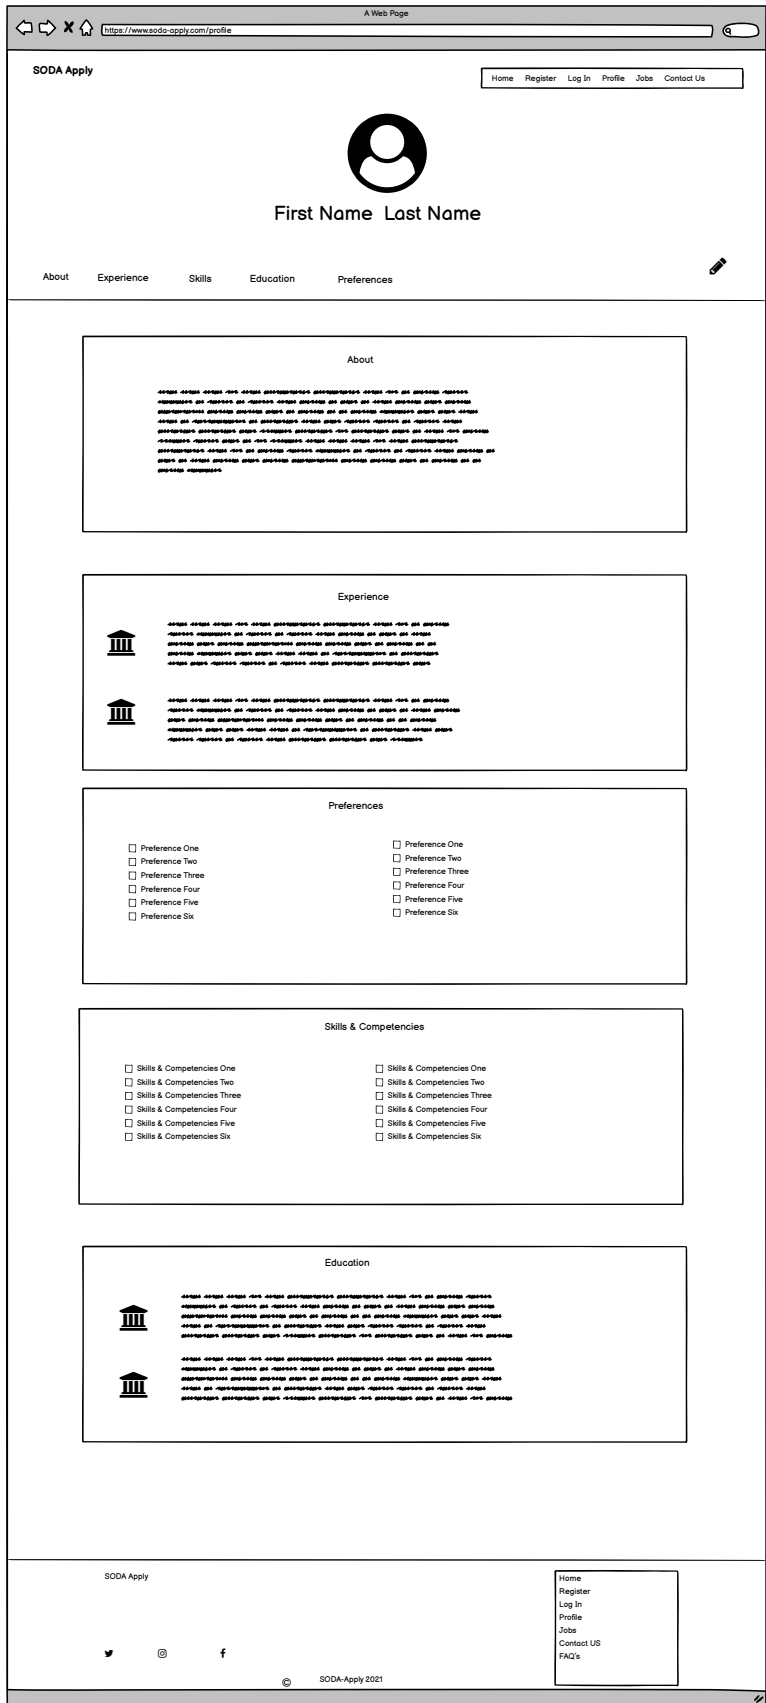 A Web Page
https://www.soda-apply.com/profile
SODA Apply
Home Register Log In Profile Jobs Contact Us
First Name Last Name
About Experience Skills Education Preferences
About
Experience
Preferences
Preference One
Preference Two
Preference Three
Preference Four
Preference Five
Preference Six
Preference One
Preference Two
Preference Three
Preference Four
Preference Five
Preference Six
Skills & Competencies
Skills & Competencies One
Skills & Competencies Two
Skills & Competencies Three
Skills & Competencies Four
Skills & Competencies Five
Skills & Competencies Six
Skills & Competencies One
Skills & Competencies Two
Skills & Competencies Three
Skills & Competencies Four
Skills & Competencies Five
Skills & Competencies Six
Education
SODA Apply
Home
Register
Log In
Profile
Jobs
Contact US
FAQ's
© SODA-Apply 2021